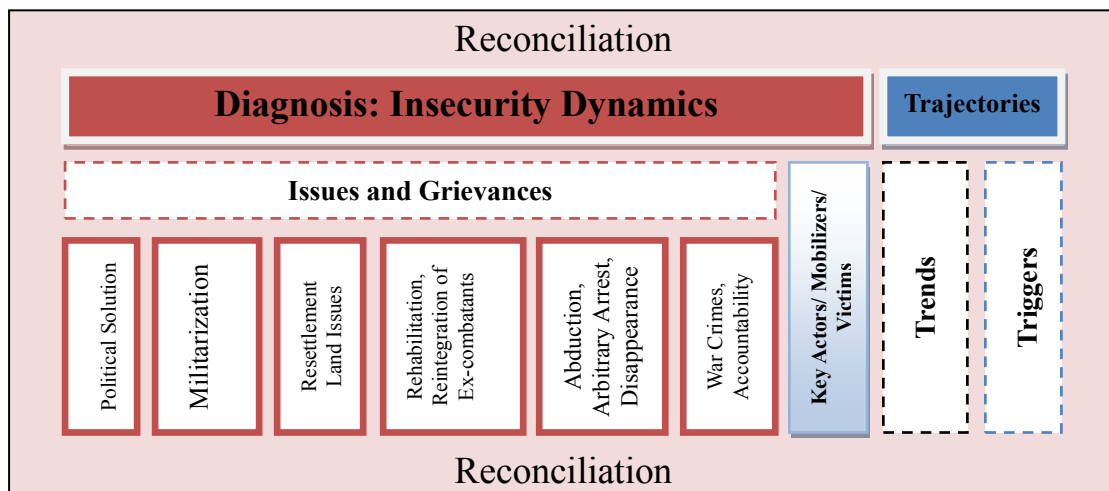 Reconciliation
Diagnosis: Insecurity Dynamics
Trajectories
Issues and Grievances
Political Solution
Militarization
Resettlement
Land Issues
Rehabilitation,
Reintegration of
Ex-combatants
Abduction,
Arbitrary Arrest,
Disappearance
War Crimes,
Accountability
Key Actors/ Mobilizers/
Victims
Trends
Triggers
Reconciliation